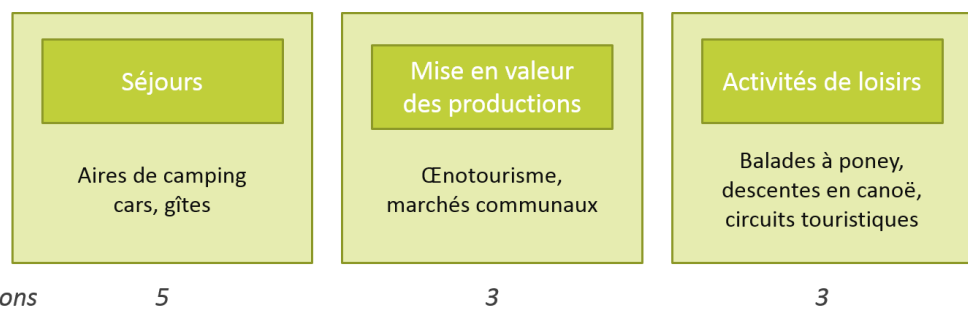 Séjours
Aires de camping
cars, gîtes
Mise en valeur
des productions
Œnotourisme,
marchés communaux
Activités de loisirs
Balades à poney,
descentes en canoë,
circuits touristiques
ons 5 3 3